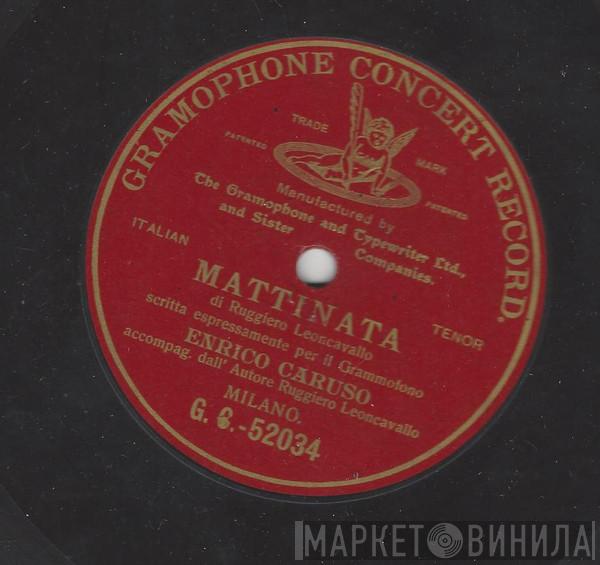 GRAMOPHONE CONCERT RECORD.
TRADE MARK
PATENTED PATENTED
Manufactured by
The Gramophone and Typewriter Ltd.,
and Sister Companies.
ITALIAN
TENOR
MATTINATA
di Ruggiero Leoncavallo
scritta espressamente per il Grammofono
ENRICO CARUSO
accompag. dall' Autore Ruggiero Leoncavallo
MILANO.
G. C.-52034
МАРКЕТ ВИНИЛА